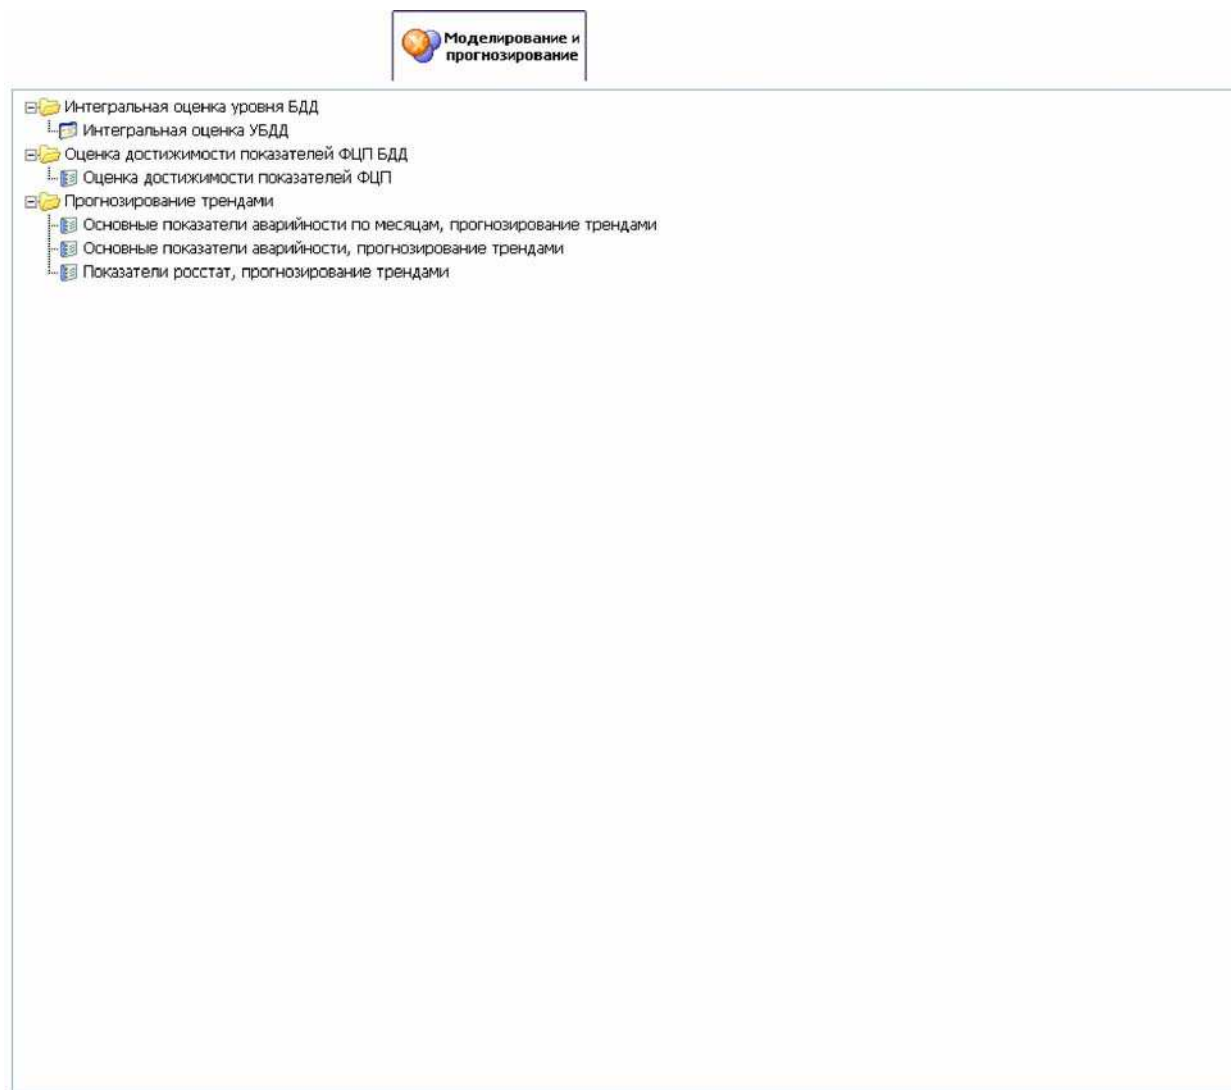 Моделирование и
прогнозирование
Интегральная оценка уровня БДД
Интегральная оценка УБДД
Оценка достижимости показателей ФЦП БДД
Оценка достижимости показателей ФЦП
Прогнозирование трендами
Основные показатели аварийности по месяцам, прогнозирование трендами
Основные показатели аварийности, прогнозирование трендами
Показатели росстат, прогнозирование трендами